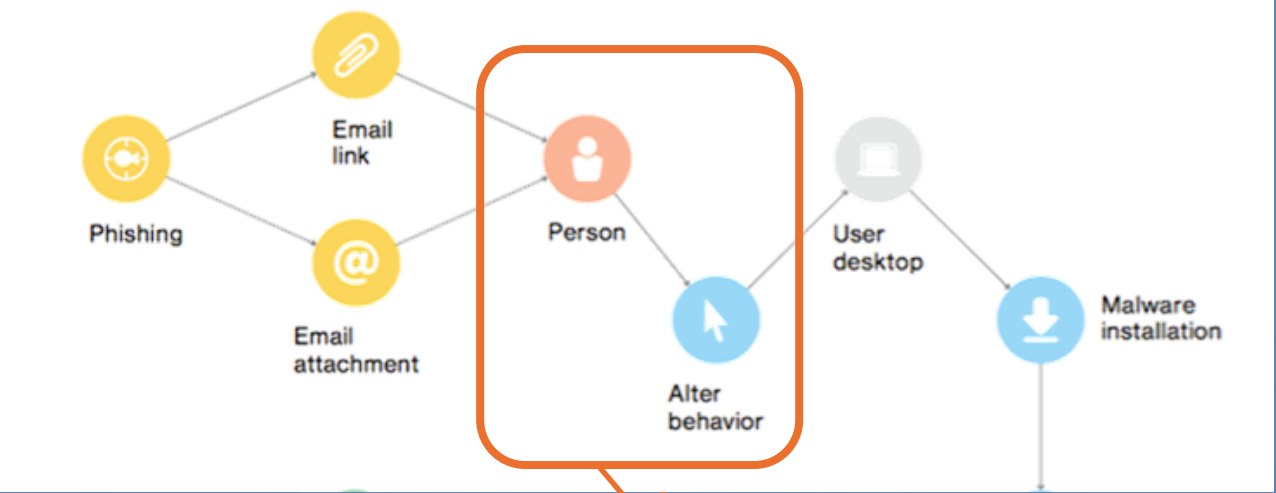 Email
link
Phishing
Person
User
desktop
Malware
installation
Email
attachment
Alter
behavior